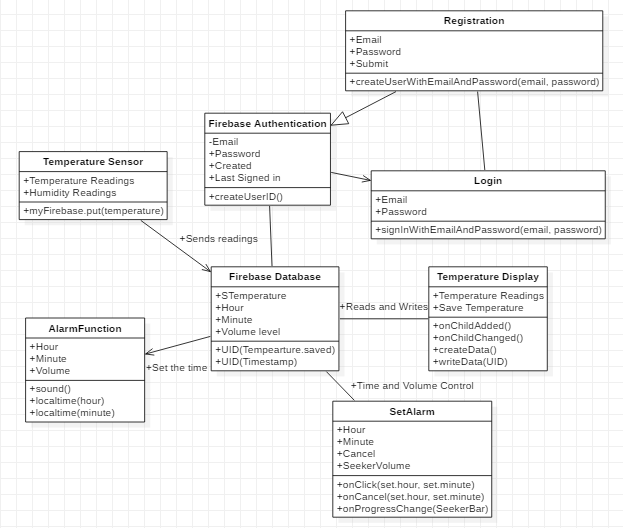 Registration
+Email
+Password
+Submit
+createUserWithEmailAndPassword(email, password)
Firebase Authentication
-Email
+Password
+Created
+Last Signed in
+createUserID()
Temperature Sensor
+Temperature Readings
+Humidity Readings
+myFirebase.put(temperature)
Login
+Email
+Password
+signInWithEmailAndPassword(email, password)
+Sends readings
Firebase Database
+STemperature
+Hour
+Minute
+Volume level
+UID(Tempearture.saved)
+UID(Timestamp)
+Reads and Writes
Temperature Display
+Temperature Readings
+Save Temperature
+onChildAdded()
+onChildChanged()
+createData()
+writeData(UID)
AlarmFunction
+Hour
+Minute
+Volume
+sound()
+localtime(hour)
+localtime(minute)
+Set the time
+Time and Volume Control
SetAlarm
+Hour
+Minute
+Cancel
+SeekerVolume
+onClick(set.hour, set.minute)
+onCancel(set.hour, set.minute)
+onProgressChange(SeekerBar)